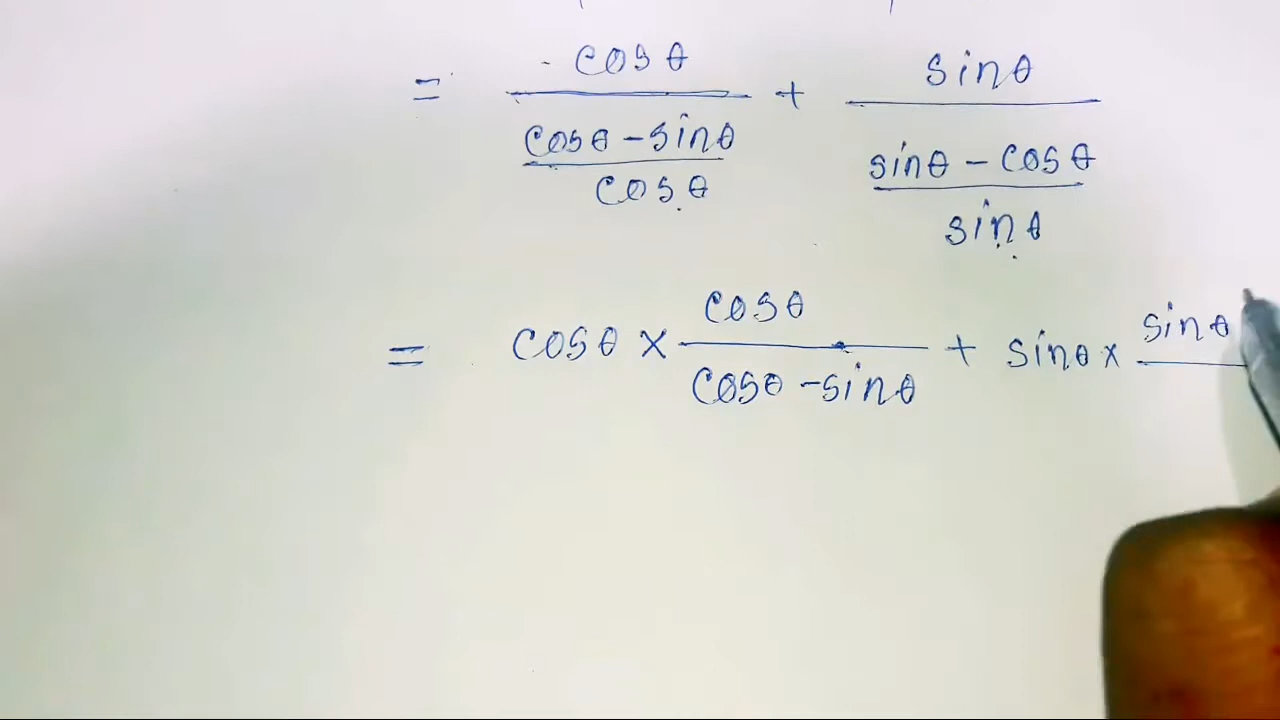 = cosθ + sinθ
cosθ - sinθ sinθ - cosθ
cosθ sinθ
= cosθ × cosθ / cosθ - sinθ + sinθ × sinθ